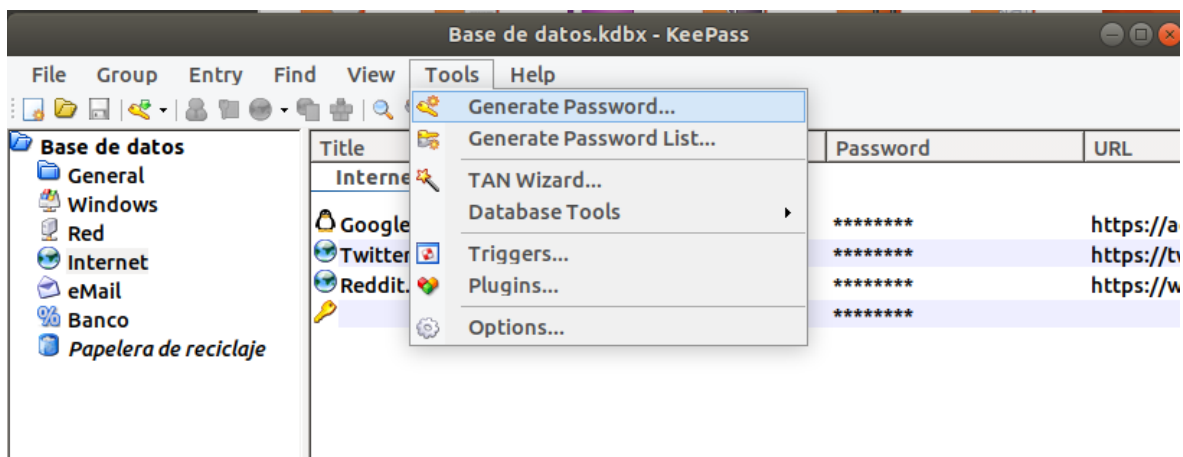 Base de datos.kdbx - KeePass
File Group Entry Find View Tools Help
Generate Password...
Generate Password List...
TAN Wizard...
Database Tools
Triggers...
Plugins...
Options...
Base de datos
General
Windows
Red
Internet
eMail
Banco
Papelera de reciclaje
Title Password URL
Interne
Google ******** https://a
Twitter ******** https://tw
Reddit. ******** https://w
********